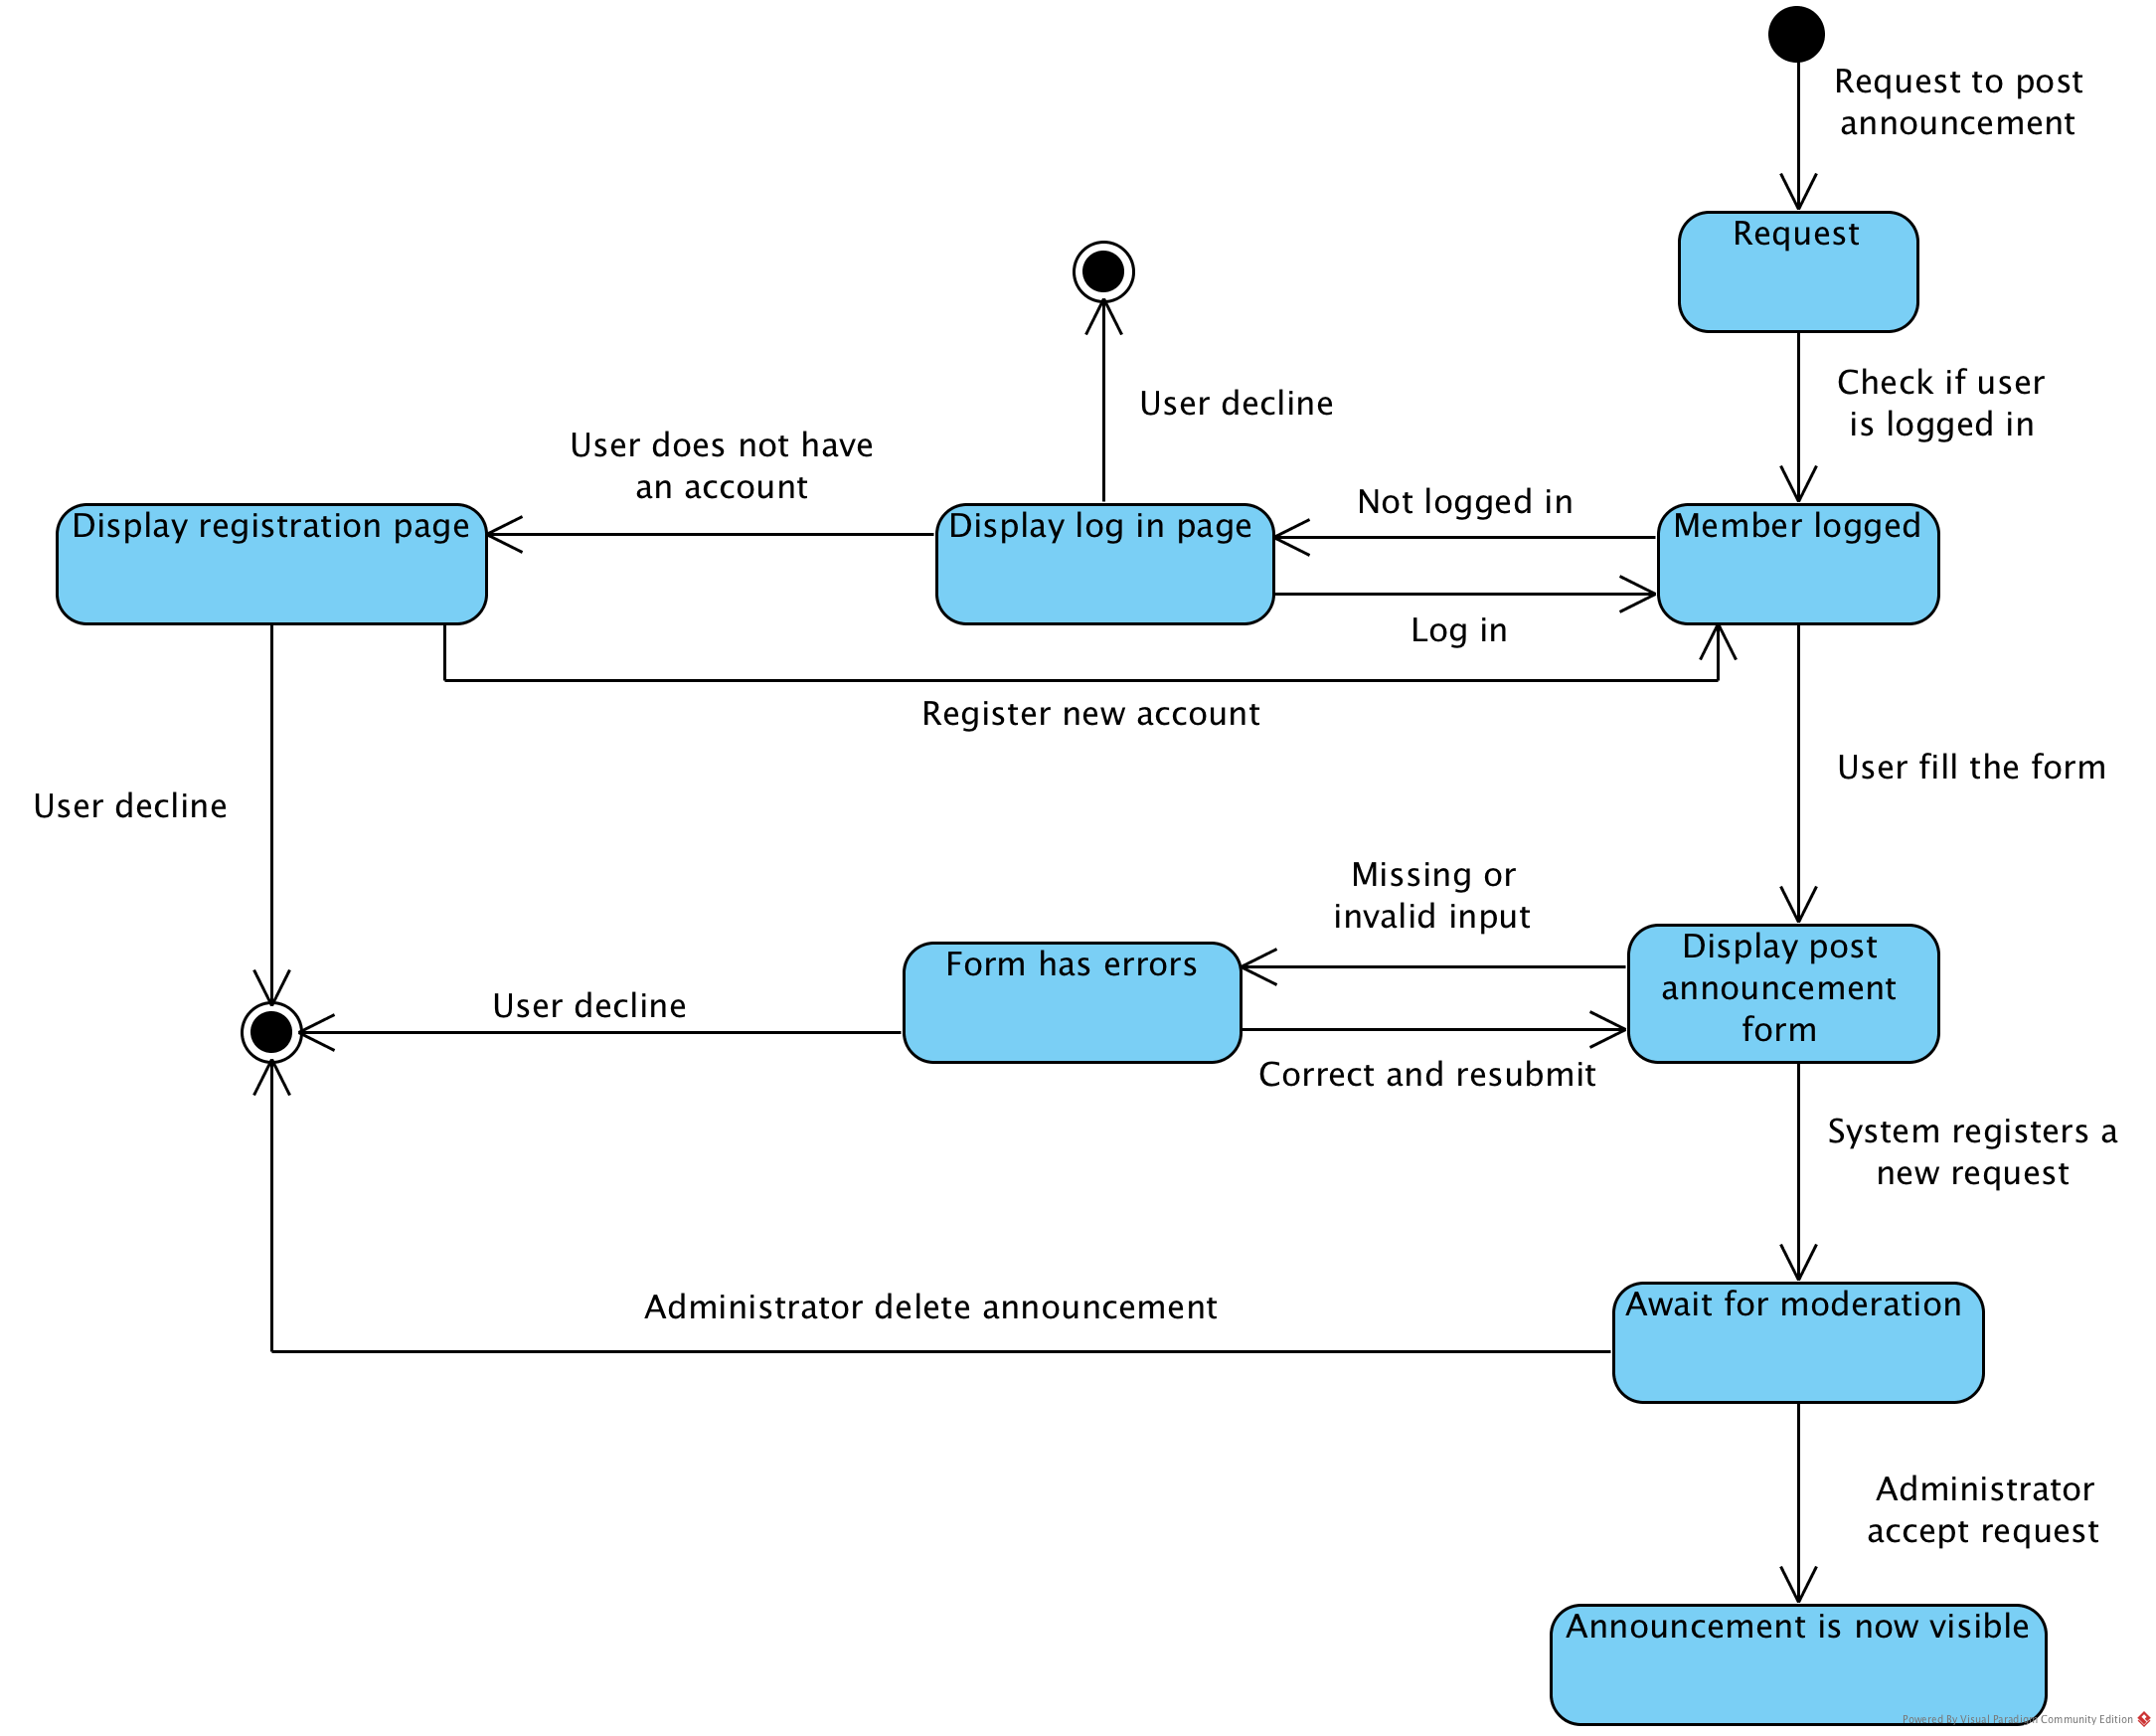 Request to post
announcement
Request
Check if user
is logged in
User decline
User does not have
an account
Not logged in
Display registration page
Display log in page
Member logged
Log in
Register new account
User fill the form
User decline
Missing or
invalid input
Form has errors
Display post
announcement
form
User decline
Correct and resubmit
System registers a
new request
Administrator delete announcement
Await for moderation
Administrator
accept request
Announcement is now visible
Powered By Visual Paradigm Community Edition